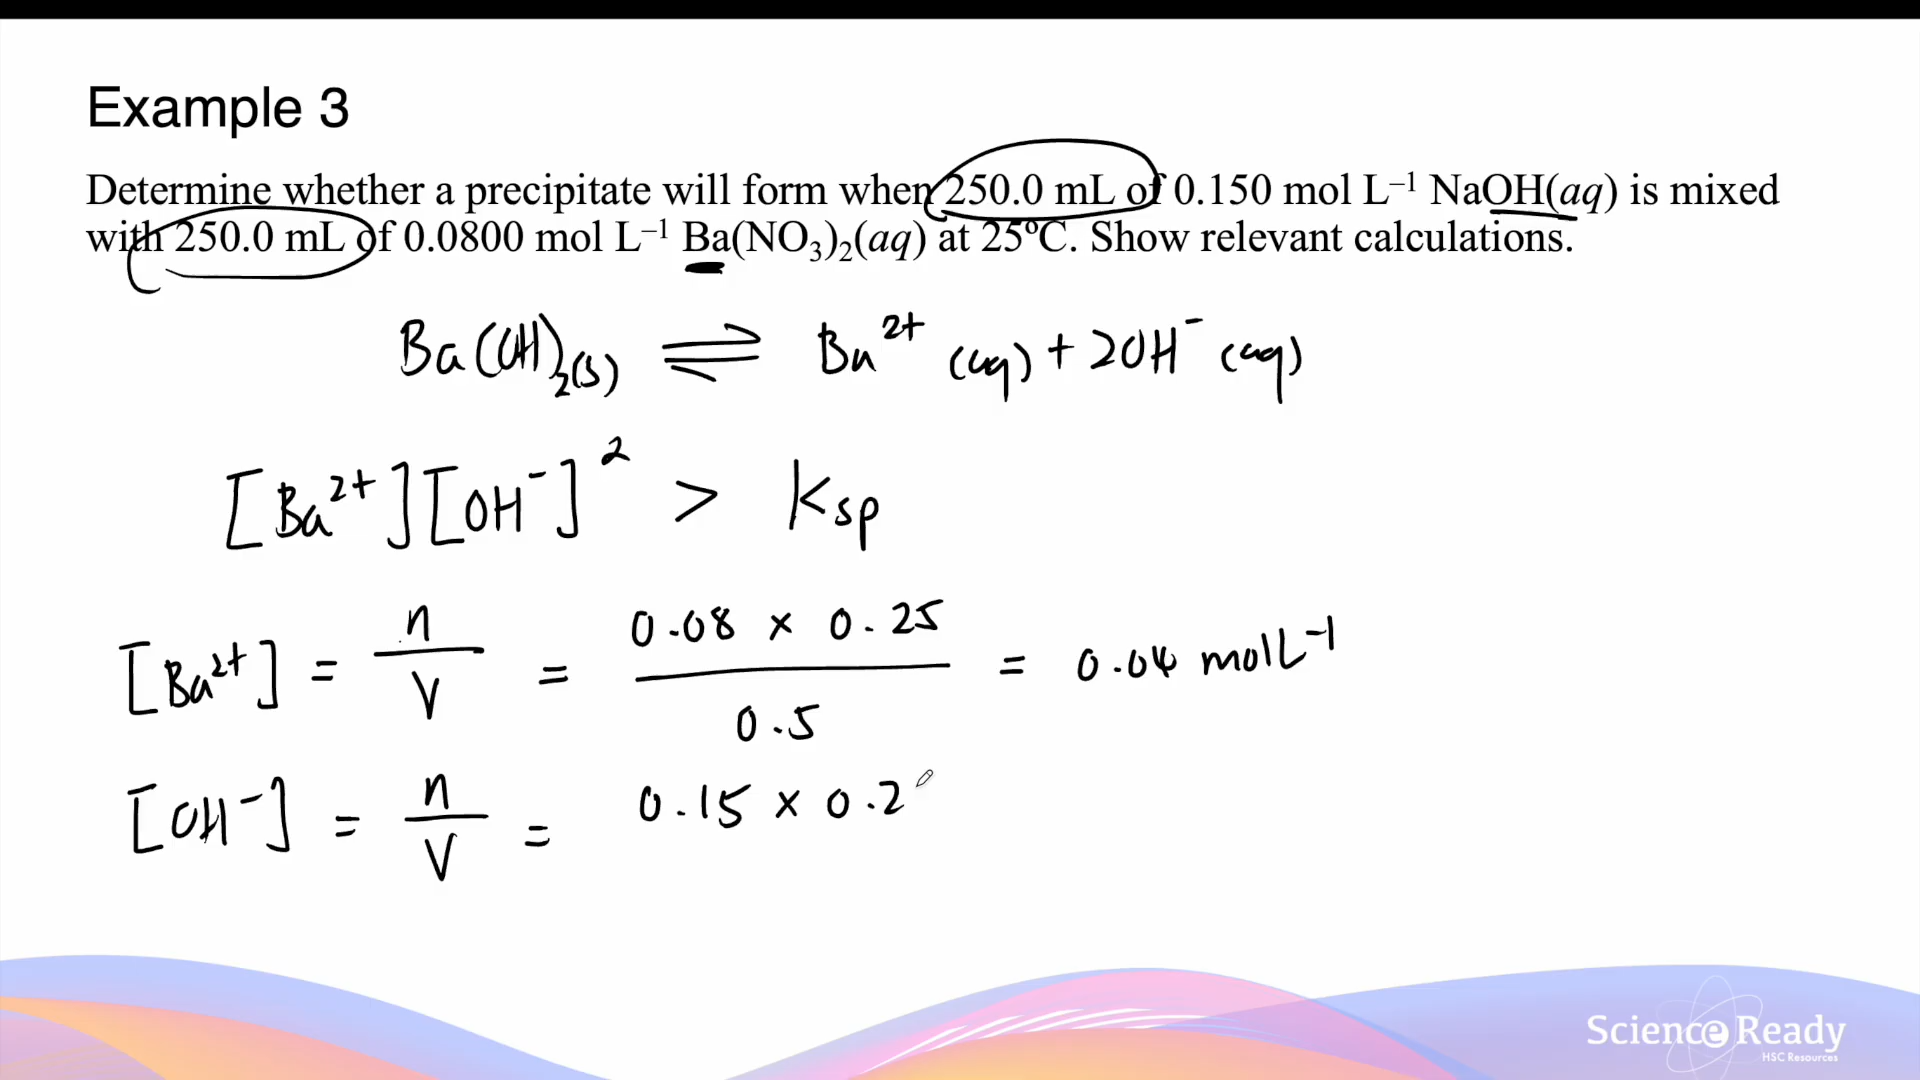 Example 3
Determine whether a precipitate will form when 250.0 mL of 0.150 mol L⁻¹ NaOH(aq) is mixed
with 250.0 mL of 0.0800 mol L⁻¹ Ba(NO₃)₂(aq) at 25ºC. Show relevant calculations.
Ba(OH)₂(s) ⇌ Ba²⁺(aq) + 2OH⁻(aq)
[Ba²⁺][OH⁻]² > Ksp
[Ba²⁺] = n/V = 0.08 × 0.25 / 0.5 = 0.04 molL⁻¹
[OH⁻] = n/V = 0.15 × 0.2
Science Ready
HSC Resources